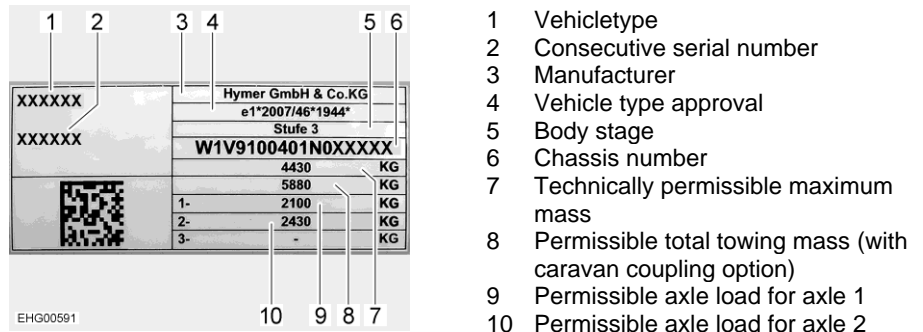 1 2 3 4 5 6
XXXXXX
XXXXXX
Hymer GmbH & Co.KG
e1*2007/46*1944*
Stufe 3
W1V9100401N0XXXXX
4430 KG
5880 KG
1- 2100 KG
2- 2430 KG
3- - KG
10 9 8 7
EHG00591
1 Vehicletype
2 Consecutive serial number
3 Manufacturer
4 Vehicle type approval
5 Body stage
6 Chassis number
7 Technically permissible maximum
mass
8 Permissible total towing mass (with
caravan coupling option)
9 Permissible axle load for axle 1
10 Permissible axle load for axle 2